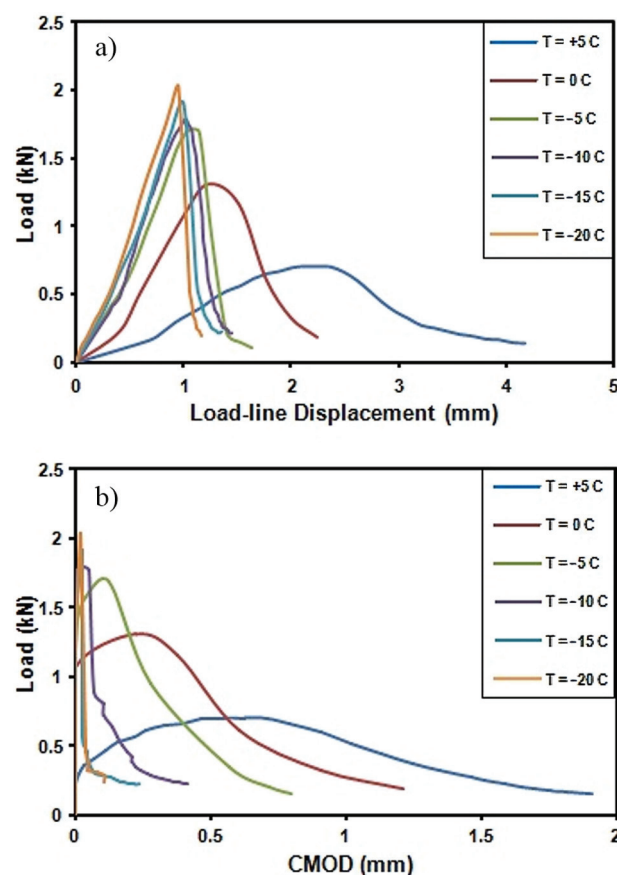 a)
2.5
2
1.5
1
0.5
0
Load (kN)
0 1 2 3 4 5
Load-line Displacement (mm)
T = +5 C
T = 0 C
T = -5 C
T = -10 C
T = -15 C
T = -20 C
b)
2.5
2
1.5
1
0.5
0
Load (kN)
0 0.5 1 1.5 2
CMOD (mm)
T = +5 C
T = 0 C
T = -5 C
T = -10 C
T = -15 C
T = -20 C